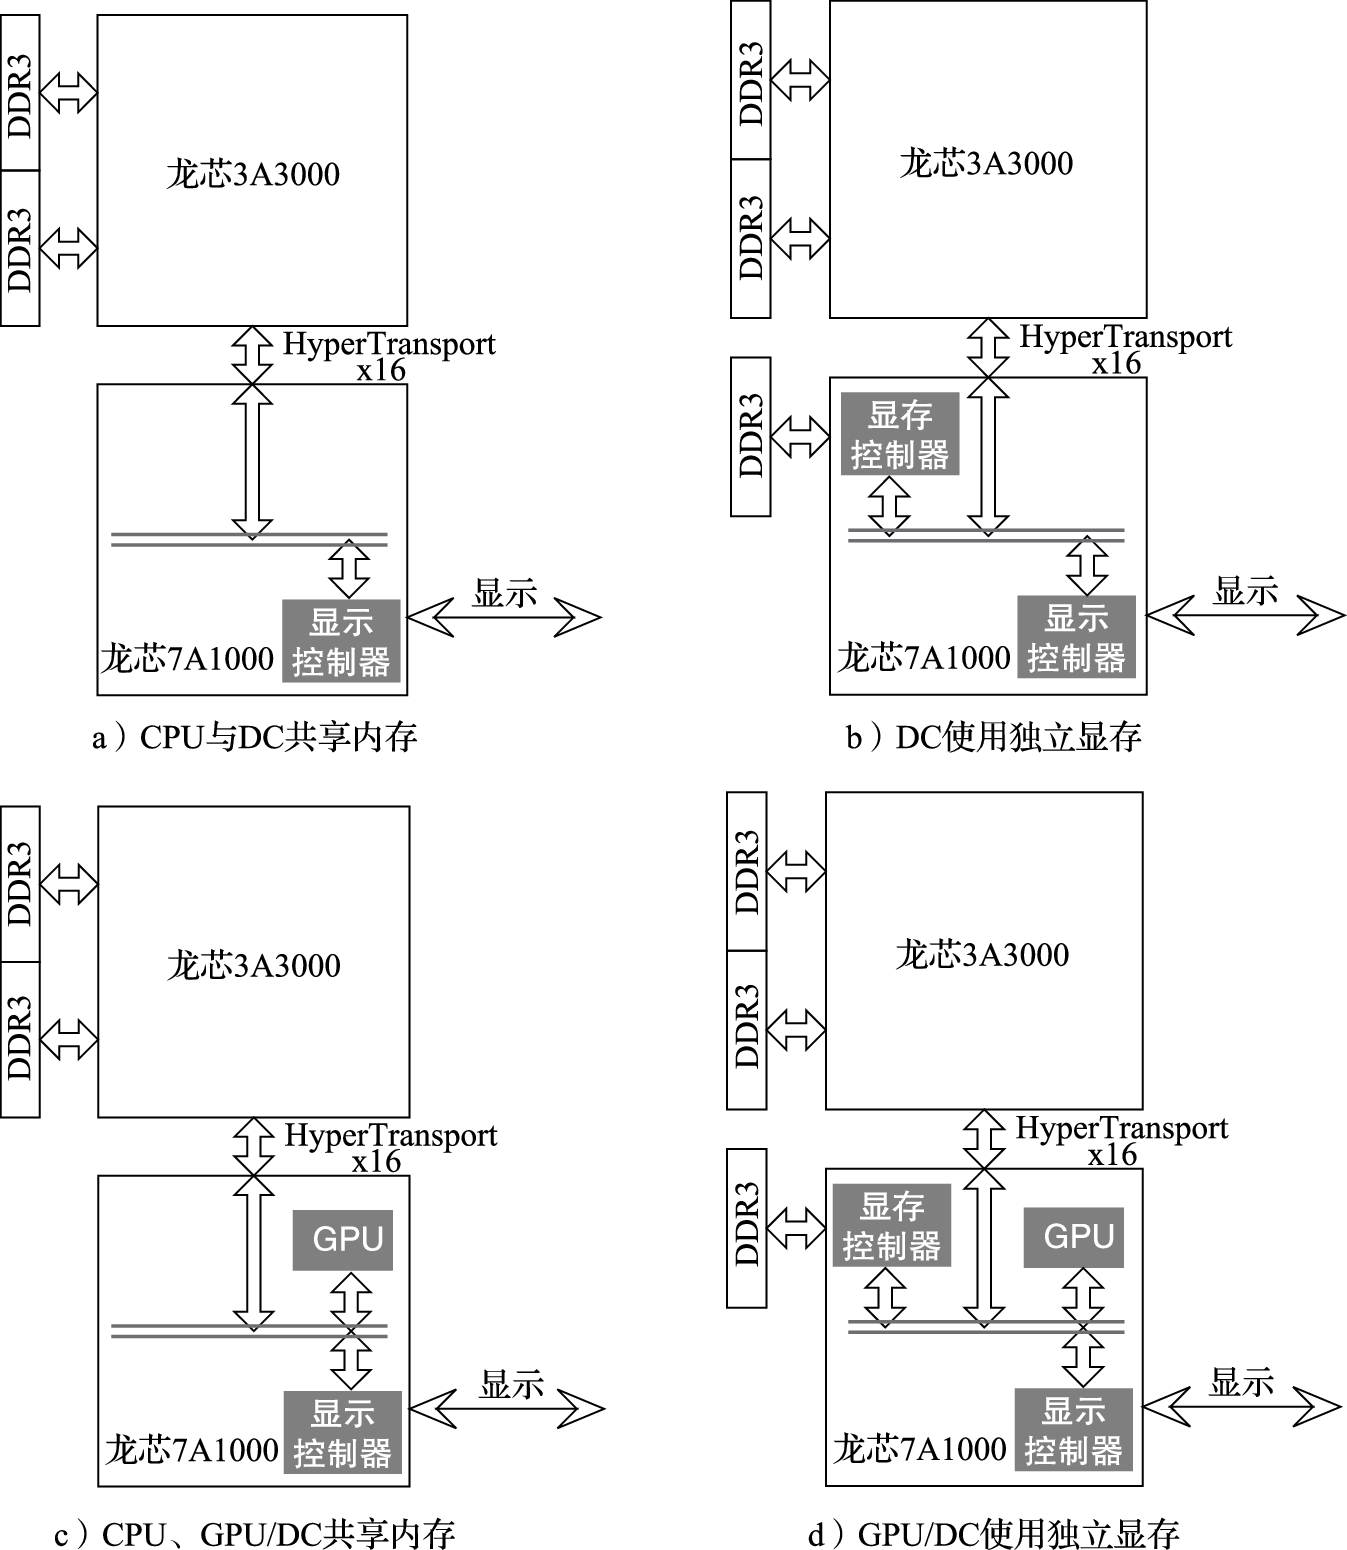 DDR3
DDR3
龙芯3A3000
HyperTransport
x16
显示
控制器
显示
龙芯7A1000
a）CPU与DC共享内存
DDR3
DDR3
龙芯3A3000
HyperTransport
x16
DDR3
显存
控制器
显示
控制器
显示
龙芯7A1000
b）DC使用独立显存
DDR3
DDR3
龙芯3A3000
HyperTransport
x16
GPU
显示
控制器
显示
龙芯7A1000
c）CPU、GPU/DC共享内存
DDR3
DDR3
龙芯3A3000
HyperTransport
x16
DDR3
显存
控制器
GPU
显示
控制器
显示
龙芯7A1000
d）GPU/DC使用独立显存